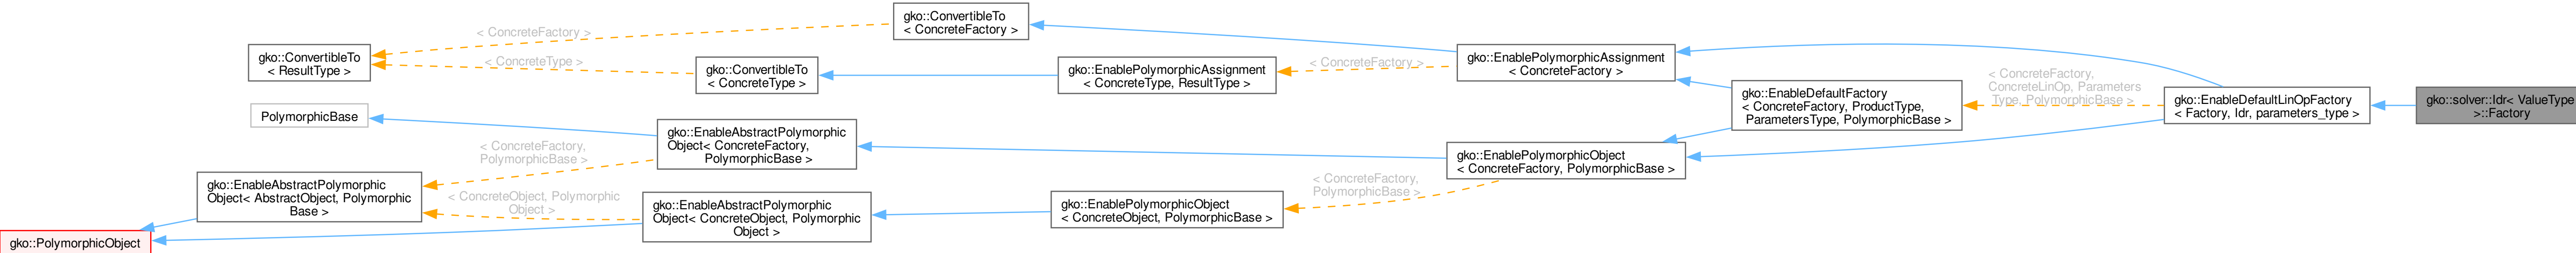 gko::ConvertibleTo
< ConcreteFactory >
< ConcreteFactory >
gko::ConvertibleTo
< ResultType >
< ConcreteType >
gko::ConvertibleTo
< ConcreteType >
gko::EnablePolymorphicAssignment
< ConcreteType, ResultType >
< ConcreteFactory >
gko::EnablePolymorphicAssignment
< ConcreteFactory >
gko::EnableDefaultFactory
< ConcreteFactory, ProductType,
ParametersType, PolymorphicBase >
< ConcreteFactory,
ConcreteLinOp, Parameters
Type, PolymorphicBase >
gko::EnableDefaultLinOpFactory
< Factory, Idr, parameters_type >
gko::solver::Idr< ValueType
>::Factory
PolymorphicBase
gko::EnableAbstractPolymorphic
Object< ConcreteFactory,
PolymorphicBase >
< ConcreteFactory,
PolymorphicBase >
gko::EnablePolymorphicObject
< ConcreteFactory, PolymorphicBase >
< ConcreteFactory,
PolymorphicBase >
gko::EnableAbstractPolymorphic
Object< AbstractObject, Polymorphic
Base >
< ConcreteObject, Polymorphic
Object >
gko::EnableAbstractPolymorphic
Object< ConcreteObject, Polymorphic
Object >
gko::EnablePolymorphicObject
< ConcreteObject, PolymorphicBase >
gko::PolymorphicObject